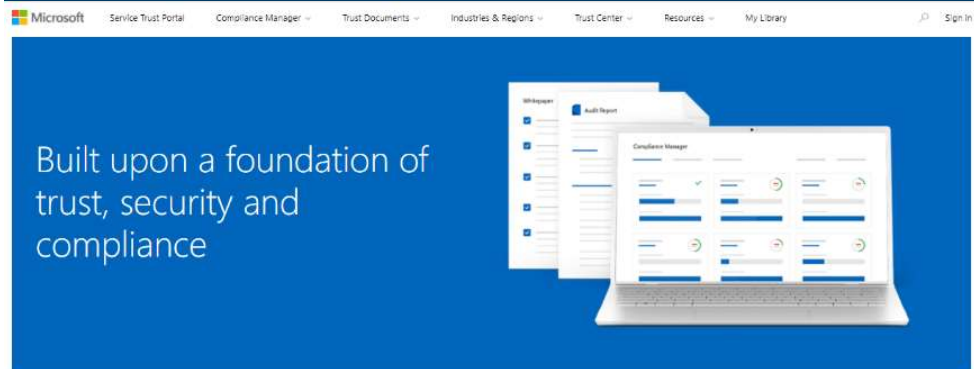 Microsoft Service Trust Portal Compliance Manager Trust Documents Industries & Regions Trust Center Resources My Library Sign in
Whitepaper
Audit Report
Compliance Manager
Built upon a foundation of
trust, security and
compliance